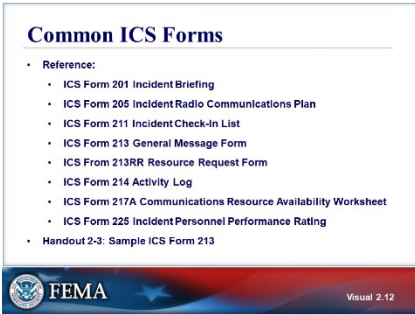 Common ICS Forms
• Reference:
• ICS Form 201 Incident Briefing
• ICS Form 205 Incident Radio Communications Plan
• ICS Form 211 Incident Check-In List
• ICS Form 213 General Message Form
• ICS From 213RR Resource Request Form
• ICS Form 214 Activity Log
• ICS Form 217A Communications Resource Availability Worksheet
• ICS Form 225 Incident Personnel Performance Rating
• Handout 2-3: Sample ICS Form 213
FEMA
Visual 2.12